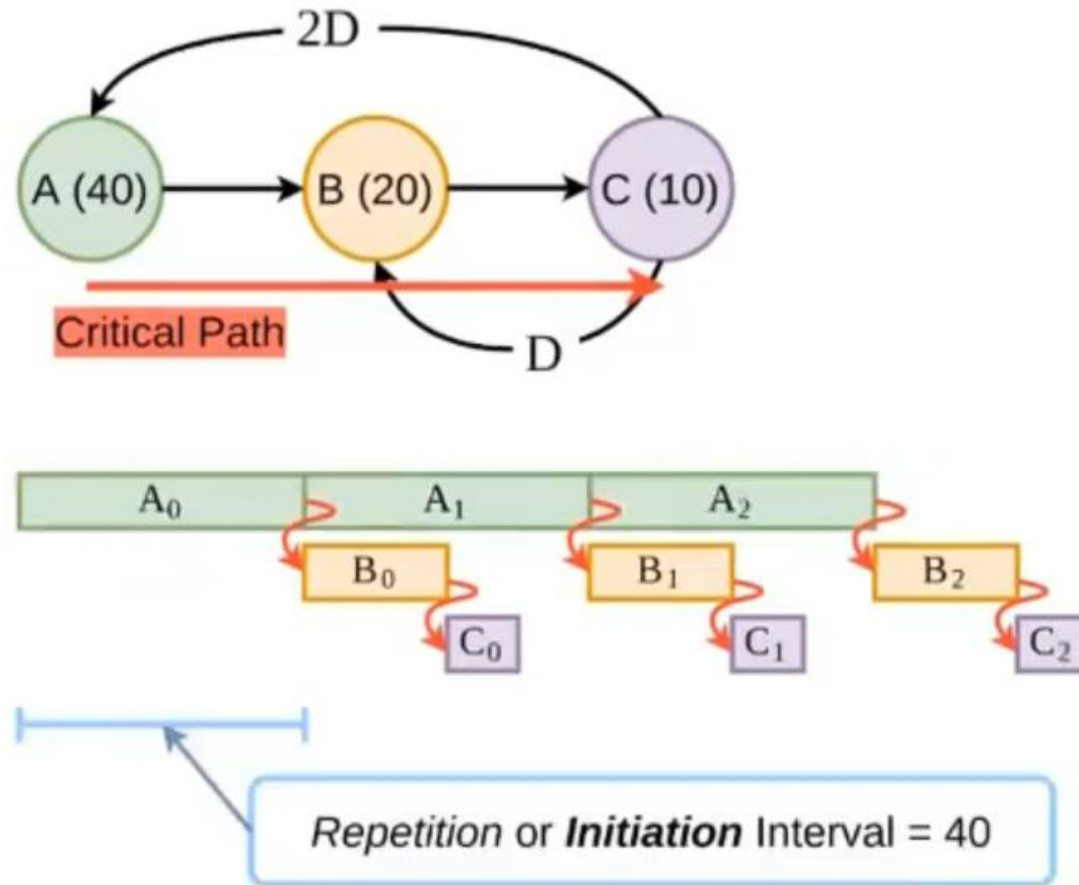 2D
A (40) B (20) C (10)
Critical Path
D
A₀ A₁ A₂
B₀ B₁ B₂
C₀ C₁ C₂
Repetition or Initiation Interval = 40